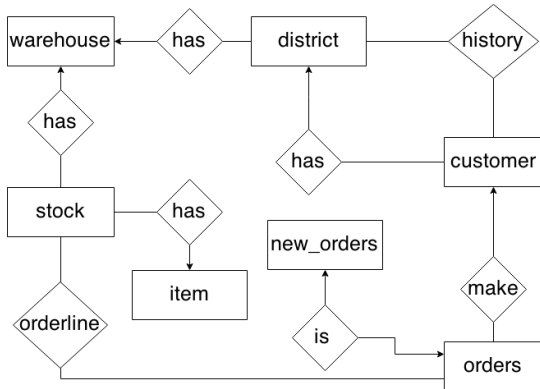 warehouse
has
district
history
has
has
customer
stock
has
new_orders
item
make
orderline
is
orders